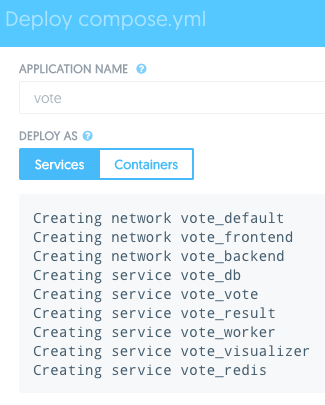 Deploy compose.yml
APPLICATION NAME ?
vote
DEPLOY AS ?
Services Containers
Creating network vote_default
Creating network vote_frontend
Creating network vote_backend
Creating service vote_db
Creating service vote_vote
Creating service vote_result
Creating service vote_worker
Creating service vote_visualizer
Creating service vote_redis